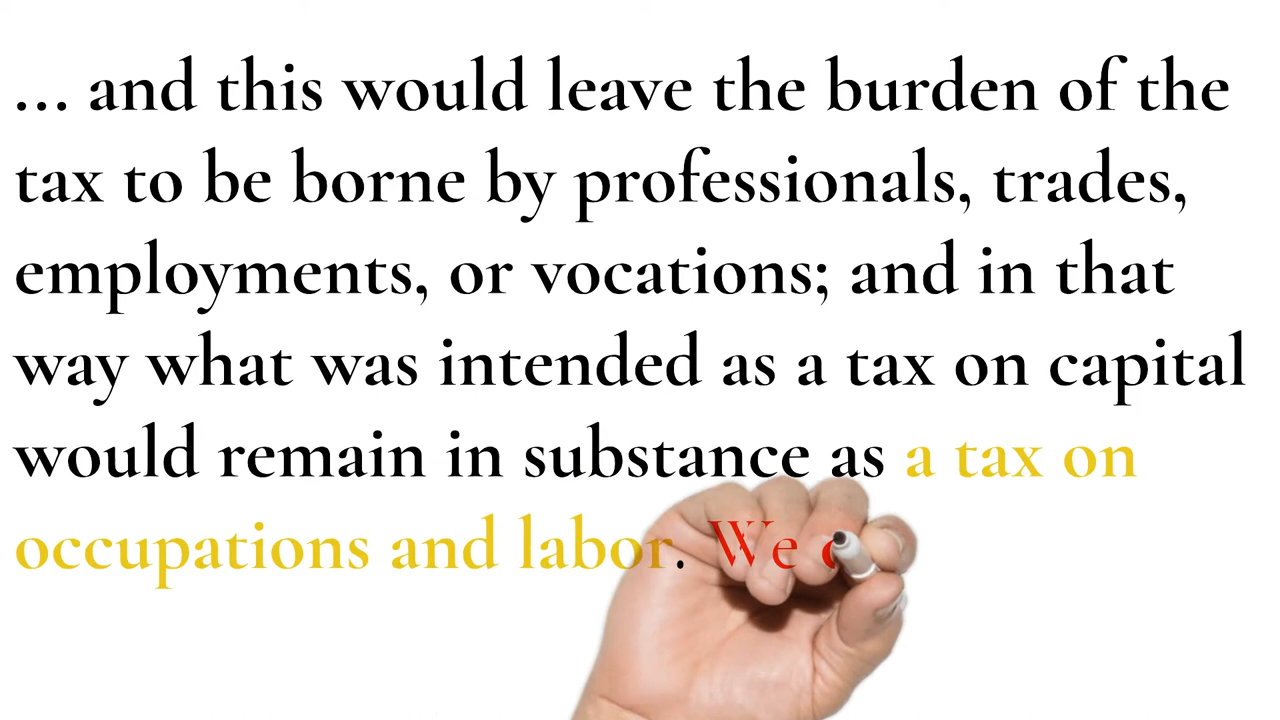 ... and this would leave the burden of the
tax to be borne by professionals, trades,
employments, or vocations; and in that
way what was intended as a tax on capital
would remain in substance as a tax on
occupations and labor. We